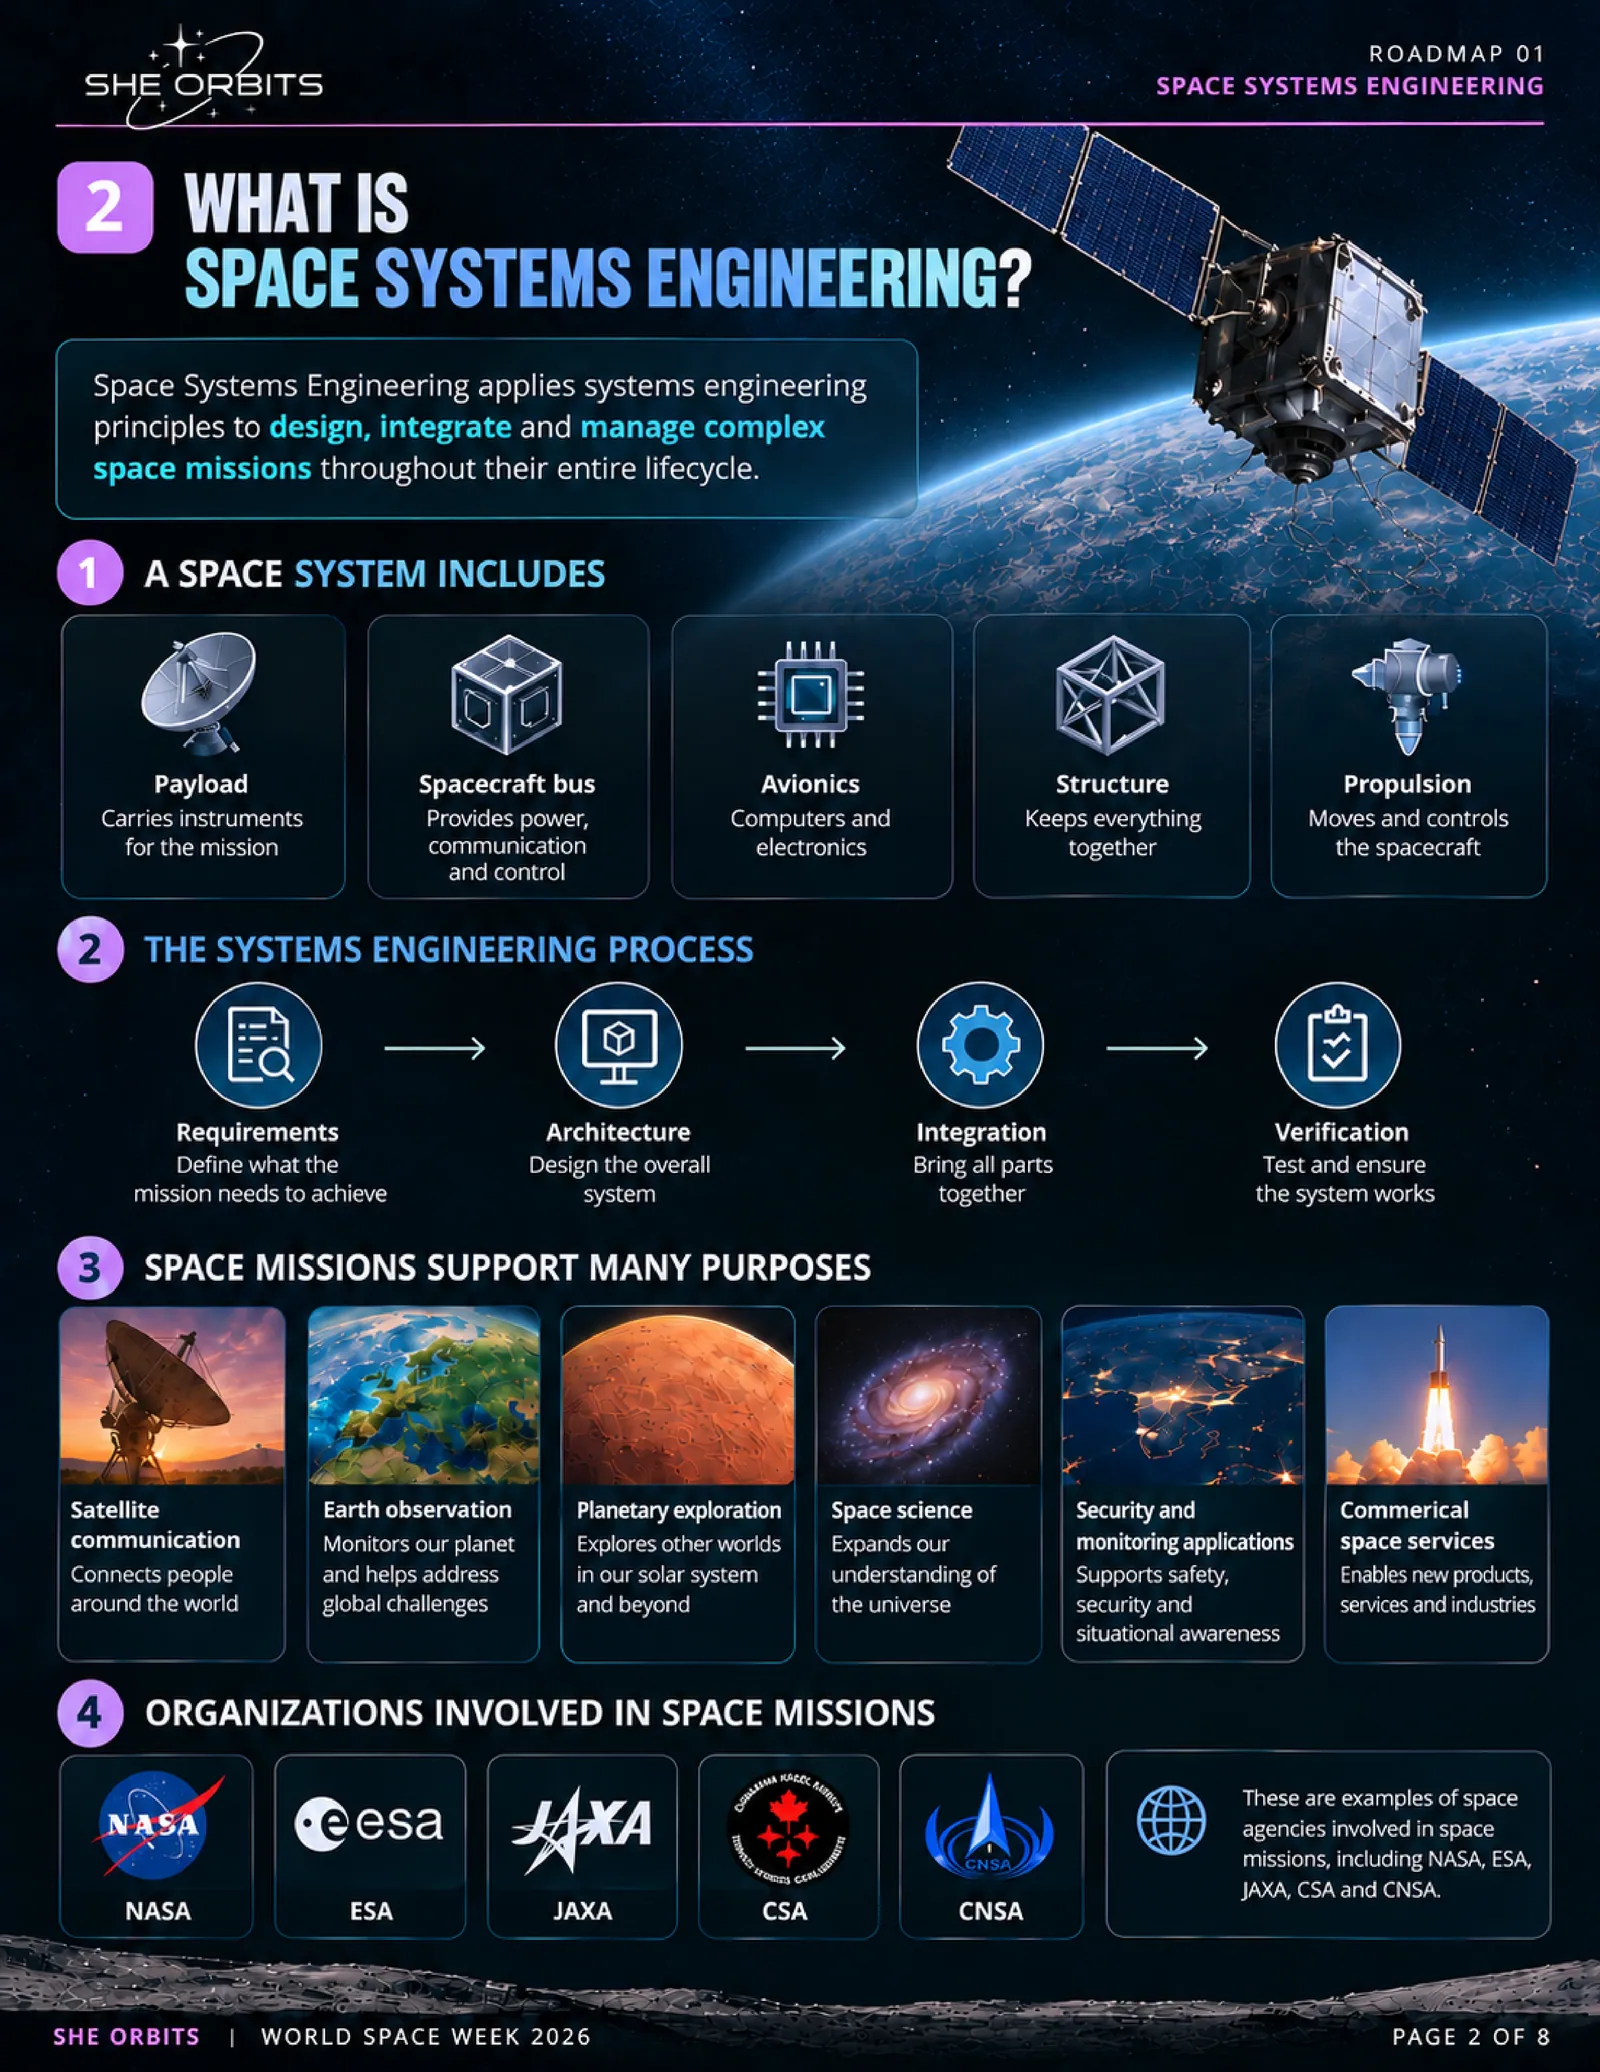 SHE ORBITS
ROADMAP 01
SPACE SYSTEMS ENGINEERING
2
WHAT IS
SPACE SYSTEMS ENGINEERING?
Space Systems Engineering applies systems engineering
principles to design, integrate and manage complex
space missions throughout their entire lifecycle.
1 A SPACE SYSTEM INCLUDES
Payload
Carries instruments
for the mission
Spacecraft bus
Provides power,
communication
and control
Avionics
Computers and
electronics
Structure
Keeps everything
together
Propulsion
Moves and controls
the spacecraft
2 THE SYSTEMS ENGINEERING PROCESS
Requirements
Define what the
mission needs to achieve
Architecture
Design the overall
system
Integration
Bring all parts
together
Verification
Test and ensure
the system works
3 SPACE MISSIONS SUPPORT MANY PURPOSES
Satellite
communication
Connects people
around the world
Earth observation
Monitors our planet
and helps address
global challenges
Planetary exploration
Explores other worlds
in our solar system
and beyond
Space science
Expands our
understanding of
the universe
Security and
monitoring applications
Supports safety,
security and
situational awareness
Commerical
space services
Enables new products,
services and industries
4 ORGANIZATIONS INVOLVED IN SPACE MISSIONS
NASA
NASA
esa
ESA
JAXA
JAXA
CSA
CNSA
CNSA
These are examples of space
agencies involved in space
missions, including NASA, ESA,
JAXA, CSA and CNSA.
SHE ORBITS | WORLD SPACE WEEK 2026
PAGE 2 OF 8